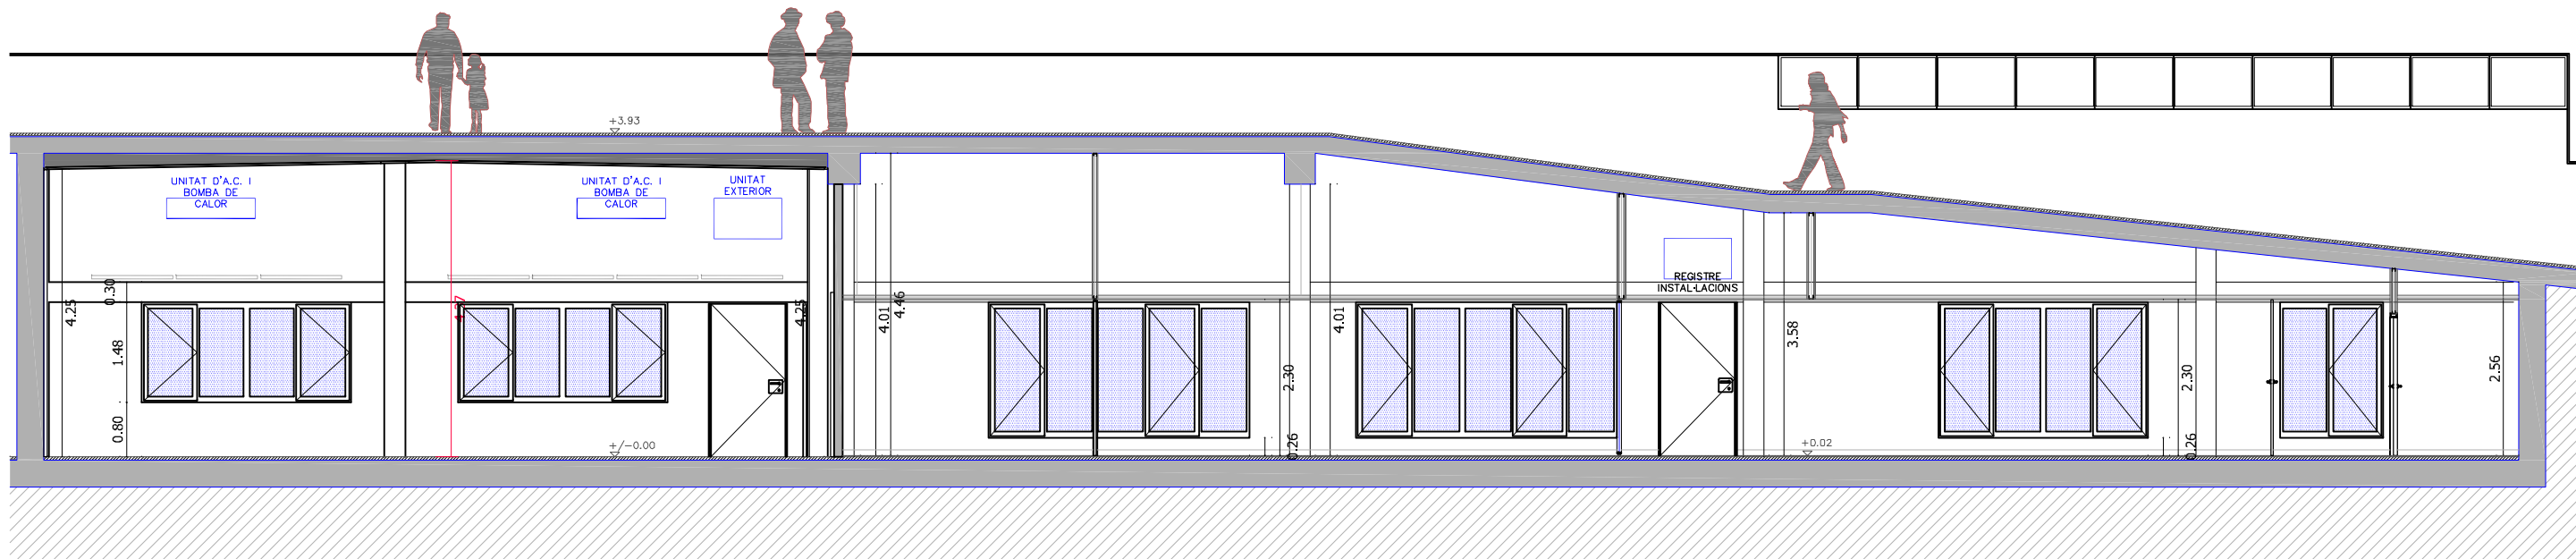 +3.93
UNITAT D'A.C. I
BOMBA DE
CALOR
UNITAT D'A.C. I
BOMBA DE
CALOR
UNITAT
EXTERIOR
REGISTRE
INSTAL·LACIONS
4.25
0.30
1.48
0.80
4.25
4.01
4.46
2.30
0.26
4.01
3.58
2.30
0.26
2.56
+/-0.00
+0.02